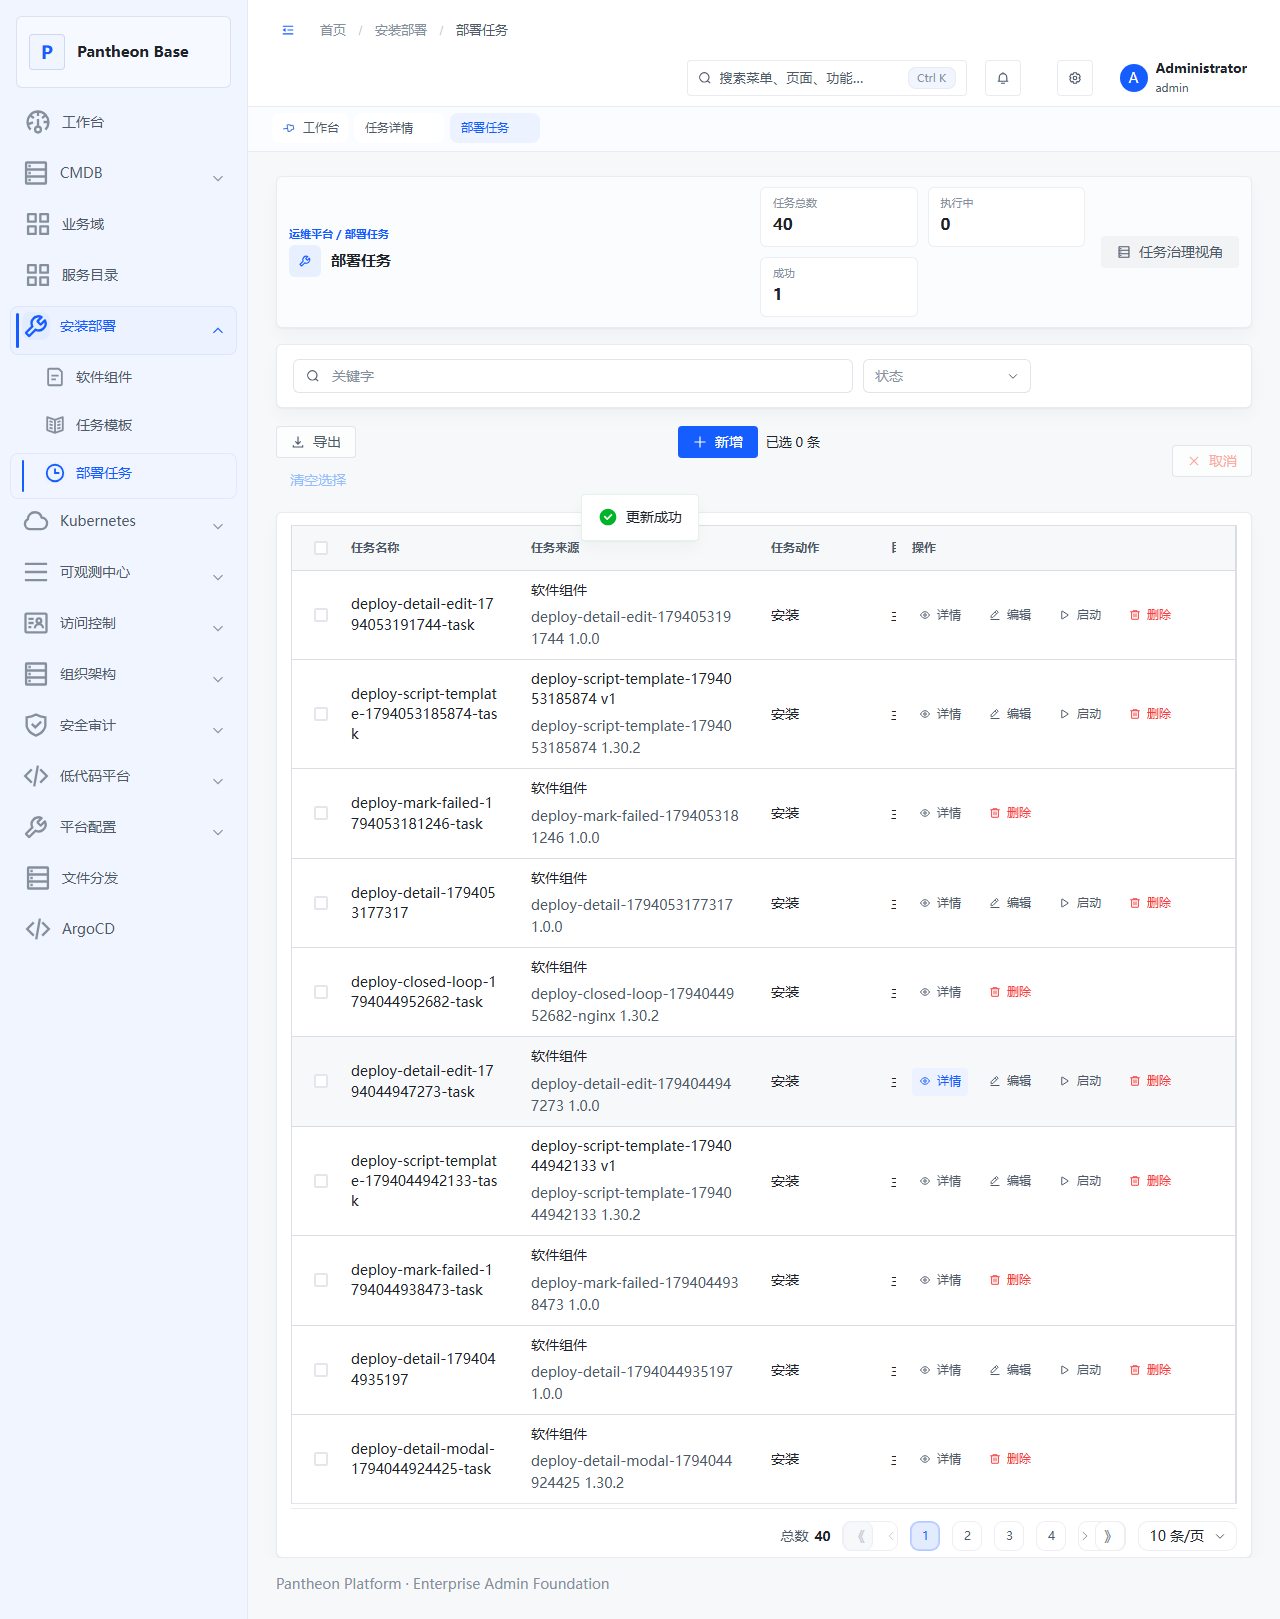 P Pantheon Base
工作台
CMDB
业务域
服务目录
安装部署
软件组件
任务模板
部署任务
Kubernetes
可观测中心
访问控制
组织架构
安全审计
低代码平台
平台配置
文件分发
ArgoCD
首页 / 安装部署 / 部署任务
搜索菜单、页面、功能... Ctrl K
A Administrator
admin
工作台 任务详情 部署任务
运维平台 / 部署任务
部署任务
任务总数
40
执行中
0
成功
1
任务治理视角
关键字 状态
导出 新增 已选 0 条
清空选择 取消
更新成功
任务名称 任务来源 任务动作 操作
deploy-detail-edit-17
94053191744-task
软件组件
deploy-detail-edit-179405319
1744 1.0.0
安装 详情 编辑 启动 删除
deploy-script-templat
e-1794053185874-tas
k
deploy-script-template-17940
53185874 v1
deploy-script-template-17940
53185874 1.30.2
安装 详情 编辑 启动 删除
deploy-mark-failed-1
794053181246-task
软件组件
deploy-mark-failed-179405318
1246 1.0.0
安装 详情 删除
deploy-detail-179405
3177317
软件组件
deploy-detail-1794053177317
1.0.0
安装 详情 编辑 启动 删除
deploy-closed-loop-1
794044952682-task
软件组件
deploy-closed-loop-17940449
52682-nginx 1.30.2
安装 详情 删除
deploy-detail-edit-17
94044947273-task
软件组件
deploy-detail-edit-179404494
7273 1.0.0
安装 详情 编辑 启动 删除
deploy-script-templat
e-1794044942133-tas
k
deploy-script-template-17940
44942133 v1
deploy-script-template-17940
44942133 1.30.2
安装 详情 编辑 启动 删除
deploy-mark-failed-1
794044938473-task
软件组件
deploy-mark-failed-179404493
8473 1.0.0
安装 详情 删除
deploy-detail-179404
4935197
软件组件
deploy-detail-1794044935197
1.0.0
安装 详情 编辑 启动 删除
deploy-detail-modal-
1794044924425-task
软件组件
deploy-detail-modal-1794044
924425 1.30.2
安装 详情 删除
总数 40 1 2 3 4 10 条/页
Pantheon Platform · Enterprise Admin Foundation